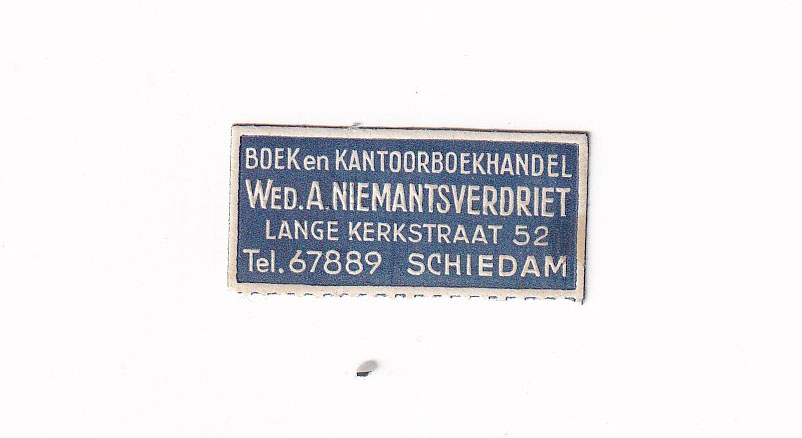 BOEK en KANTOORBOEKHANDEL
WED. A. NIEMANTSVERDRIET
LANGE KERKSTRAAT 52
Tel. 67889 SCHIEDAM